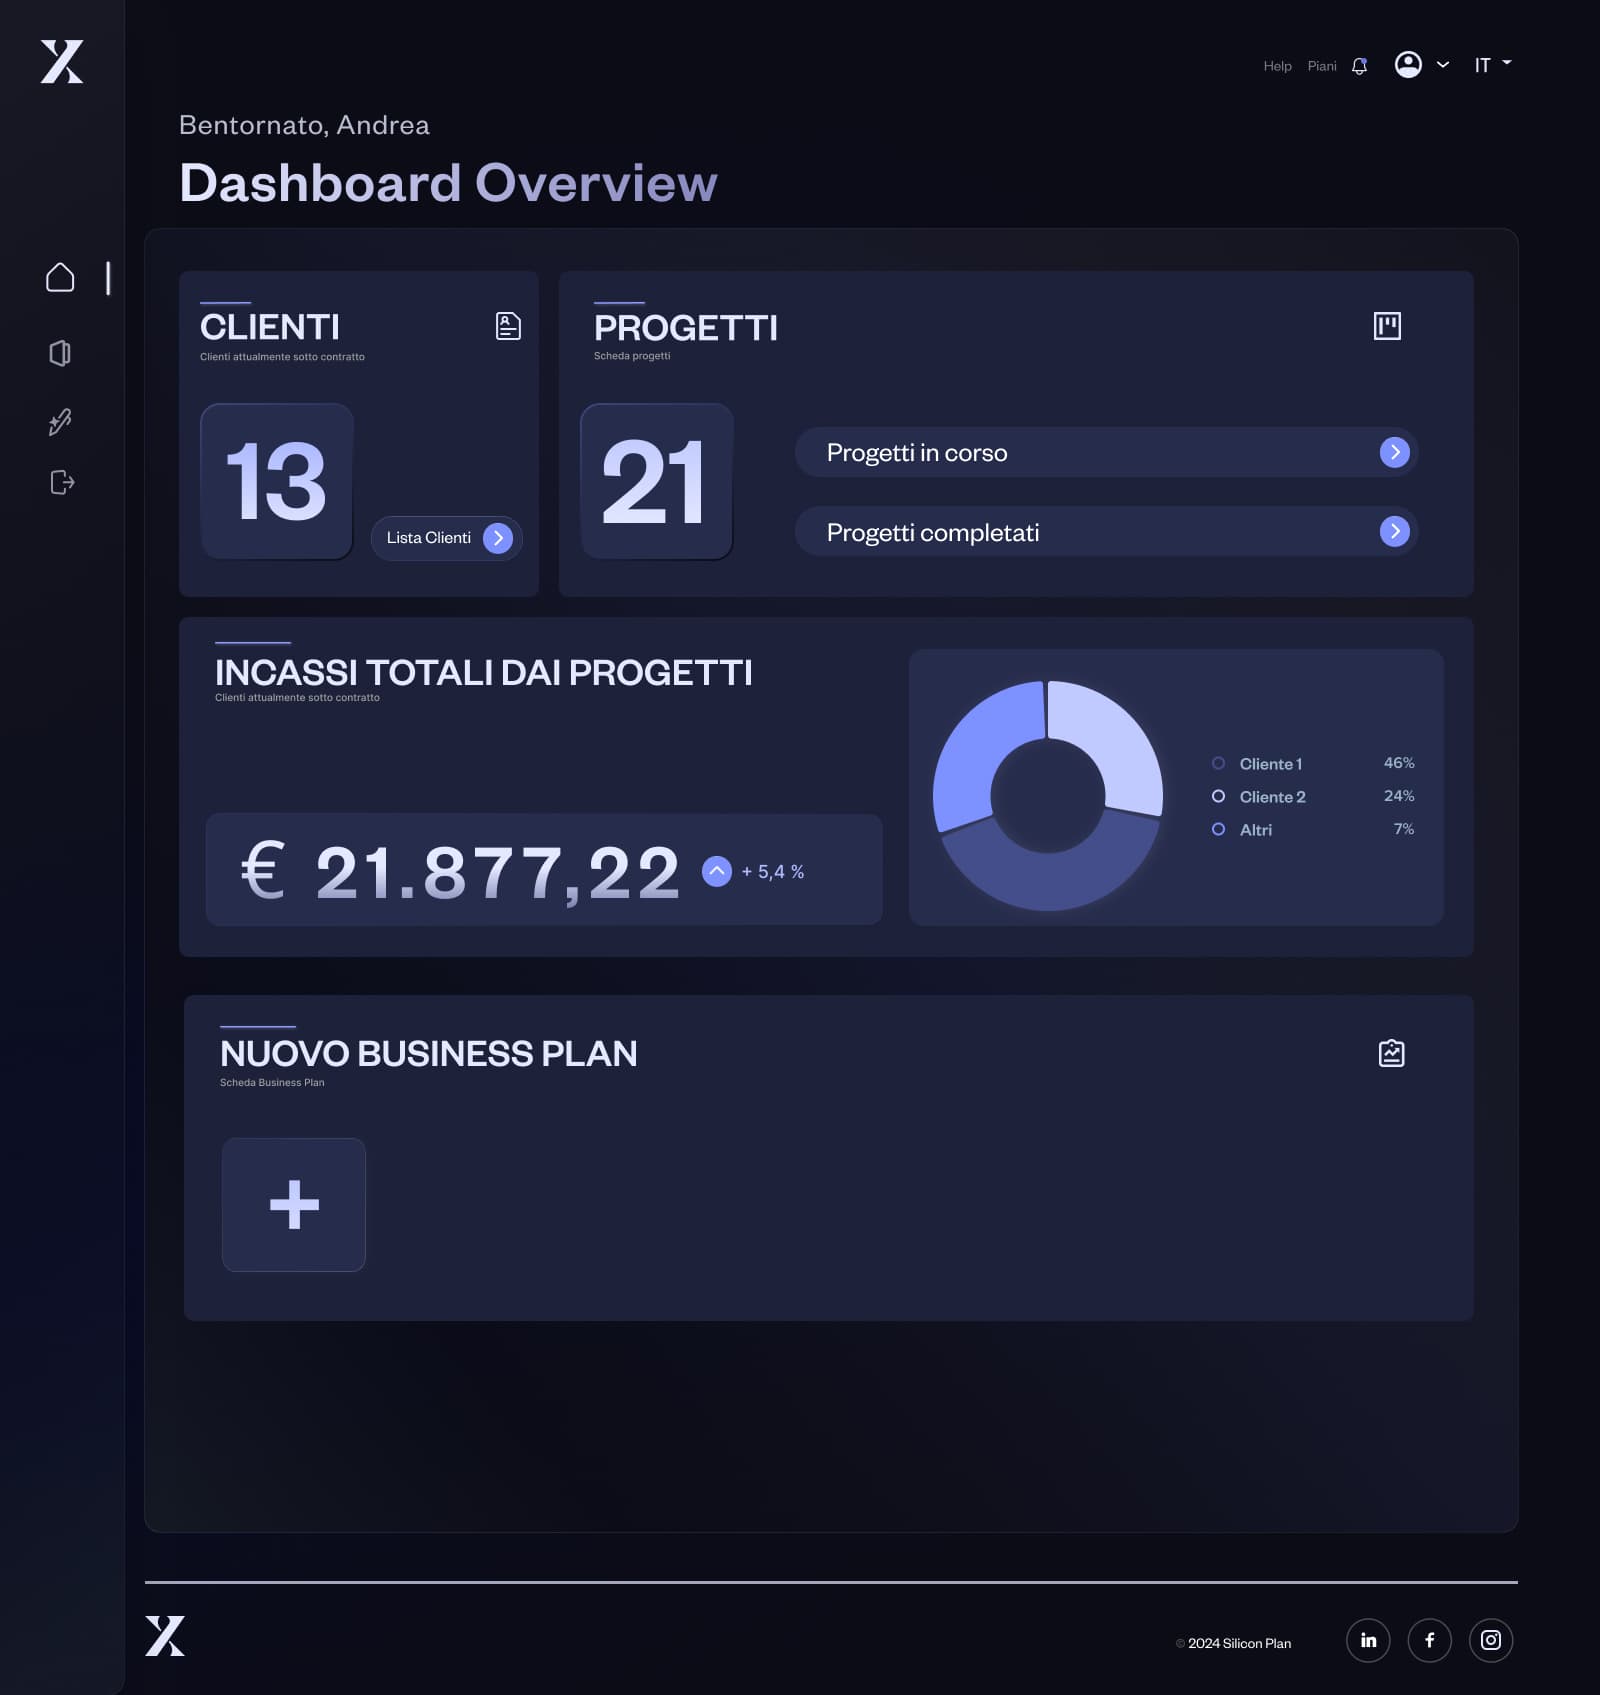 Help Piani IT
Bentornato, Andrea
Dashboard Overview
CLIENTI
Clienti attualmente sotto contratto
13
Lista Clienti
PROGETTI
Scheda progetti
21
Progetti in corso
Progetti completati
INCASSI TOTALI DAI PROGETTI
Clienti attualmente sotto contratto
€ 21.877,22 + 5,4 %
Cliente 1 46%
Cliente 2 24%
Altri 7%
NUOVO BUSINESS PLAN
Scheda Business Plan
© 2024 Silicon Plan